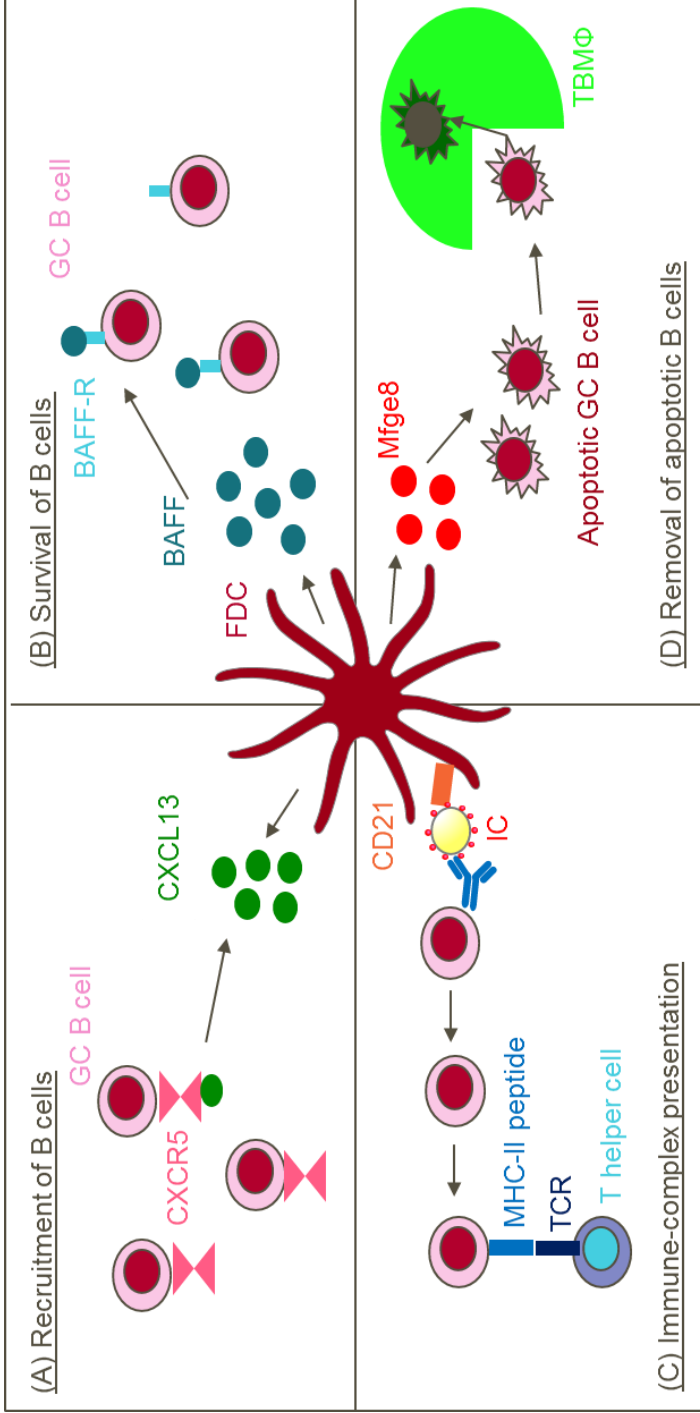 (A) Recruitment of B cells
GC B cell
CXCR5
CXCL13
(B) Survival of B cells
GC B cell
BAFF-R
BAFF
FDC
(C) Immune-complex presentation
CD21
IC
MHC-II peptide
TCR
T helper cell
(D) Removal of apoptotic B cells
Mfge8
Apoptotic GC B cell
TBMΦ